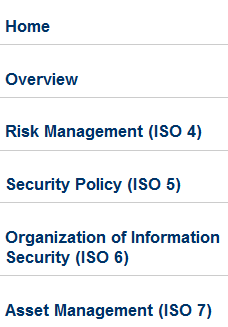 Home
Overview
Risk Management (ISO 4)
Security Policy (ISO 5)
Organization of Information
Security (ISO 6)
Asset Management (ISO 7)